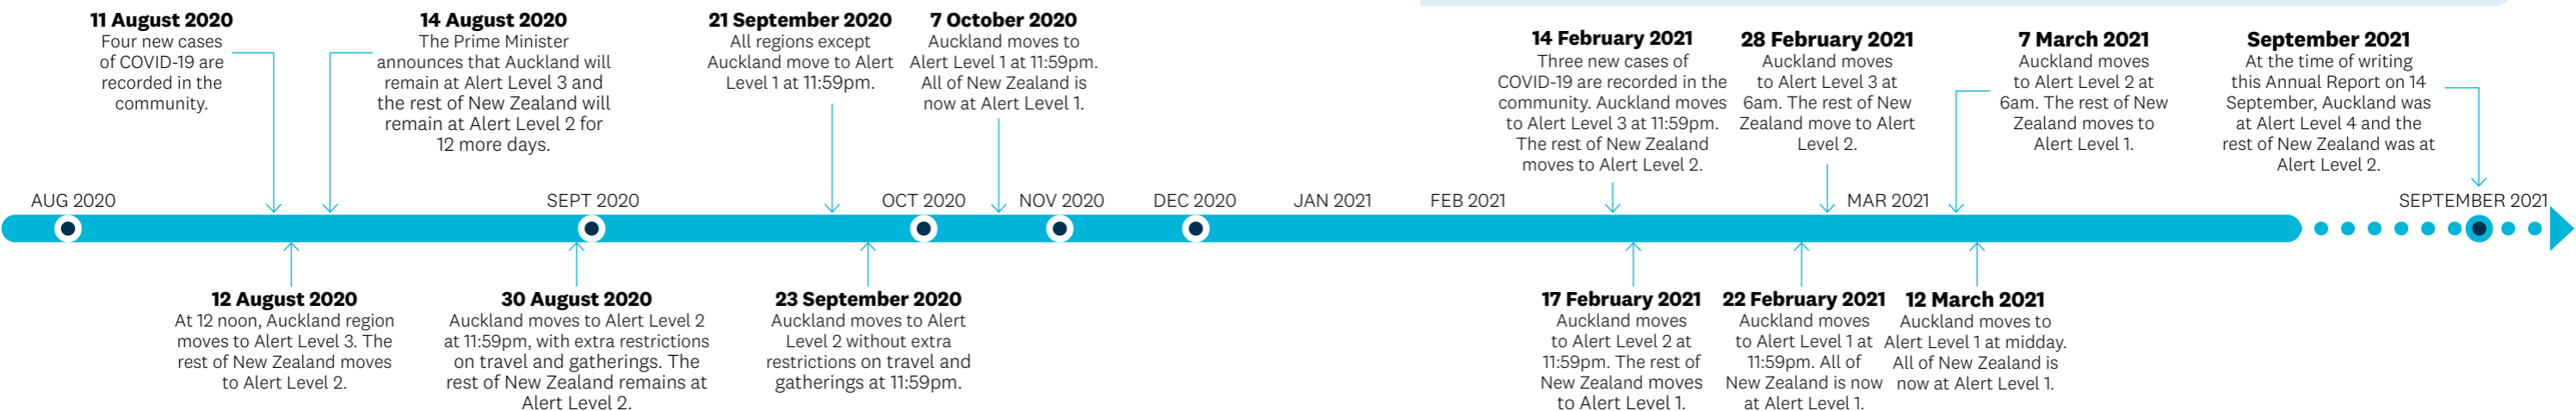 11 August 2020
Four new cases
of COVID-19 are
recorded in the
community.
14 August 2020
The Prime Minister
announces that Auckland will
remain at Alert Level 3 and
the rest of New Zealand will
remain at Alert Level 2 for
12 more days.
21 September 2020
All regions except
Auckland move to Alert
Level 1 at 11:59pm.
7 October 2020
Auckland moves to
Alert Level 1 at 11:59pm.
All of New Zealand is
now at Alert Level 1.
14 February 2021
Three new cases of
COVID-19 are recorded in the
community. Auckland moves
to Alert Level 3 at 11:59pm.
The rest of New Zealand
moves to Alert Level 2.
28 February 2021
Auckland moves
to Alert Level 3 at
6am. The rest of New
Zealand move to Alert
Level 2.
7 March 2021
Auckland moves
to Alert Level 2 at
6am. The rest of New
Zealand moves to
Alert Level 1.
September 2021
At the time of writing
this Annual Report on 14
September, Auckland was
at Alert Level 4 and the
rest of New Zealand was at
Alert Level 2.
AUG 2020
SEPT 2020
OCT 2020
NOV 2020
DEC 2020
JAN 2021
FEB 2021
MAR 2021
SEPTEMBER 2021
12 August 2020
At 12 noon, Auckland region
moves to Alert Level 3. The
rest of New Zealand moves
to Alert Level 2.
30 August 2020
Auckland moves to Alert Level 2
at 11:59pm, with extra restrictions
on travel and gatherings. The
rest of New Zealand remains at
Alert Level 2.
23 September 2020
Auckland moves to Alert
Level 2 without extra
restrictions on travel and
gatherings at 11:59pm.
17 February 2021
Auckland moves
to Alert Level 2 at
11:59pm. The rest of
New Zealand moves
to Alert Level 1.
22 February 2021
Auckland moves
to Alert Level 1 at
11:59pm. All of
New Zealand is now
at Alert Level 1.
12 March 2021
Auckland moves to
Alert Level 1 at midday.
All of New Zealand is
now at Alert Level 1.